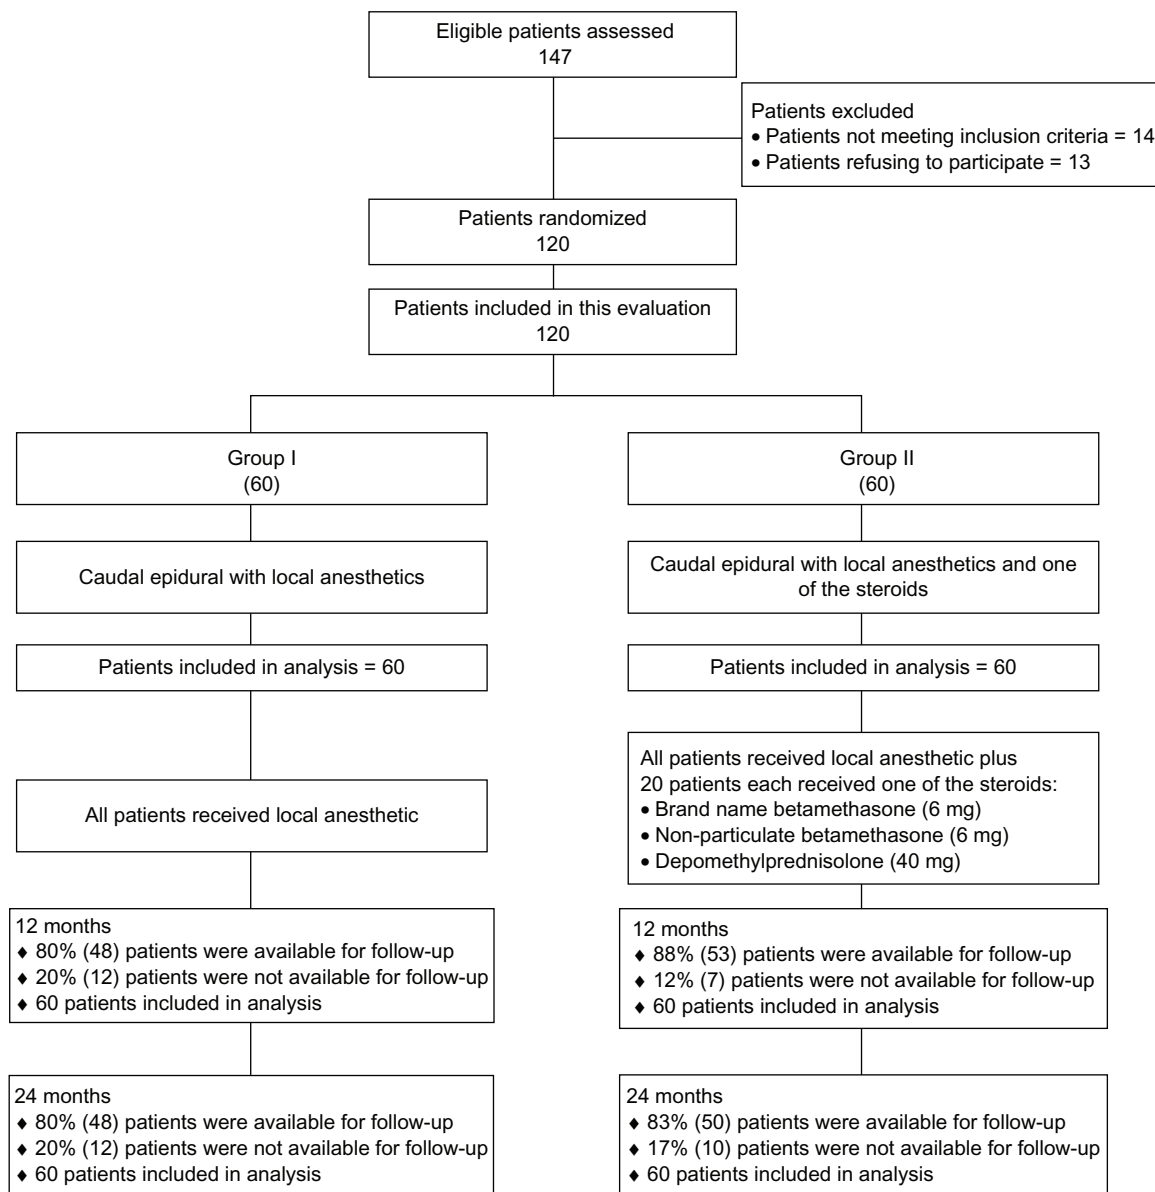 Eligible patients assessed
147
Patients excluded
• Patients not meeting inclusion criteria = 14
• Patients refusing to participate = 13
Patients randomized
120
Patients included in this evaluation
120
Group I
(60)
Group II
(60)
Caudal epidural with local anesthetics
Caudal epidural with local anesthetics and one
of the steroids
Patients included in analysis = 60
Patients included in analysis = 60
All patients received local anesthetic
All patients received local anesthetic plus
20 patients each received one of the steroids:
• Brand name betamethasone (6 mg)
• Non-particulate betamethasone (6 mg)
• Depomethylprednisolone (40 mg)
12 months
♦ 80% (48) patients were available for follow-up
♦ 20% (12) patients were not available for follow-up
♦ 60 patients included in analysis
12 months
♦ 88% (53) patients were available for follow-up
♦ 12% (7) patients were not available for follow-up
♦ 60 patients included in analysis
24 months
♦ 80% (48) patients were available for follow-up
♦ 20% (12) patients were not available for follow-up
♦ 60 patients included in analysis
24 months
♦ 83% (50) patients were available for follow-up
♦ 17% (10) patients were not available for follow-up
♦ 60 patients included in analysis